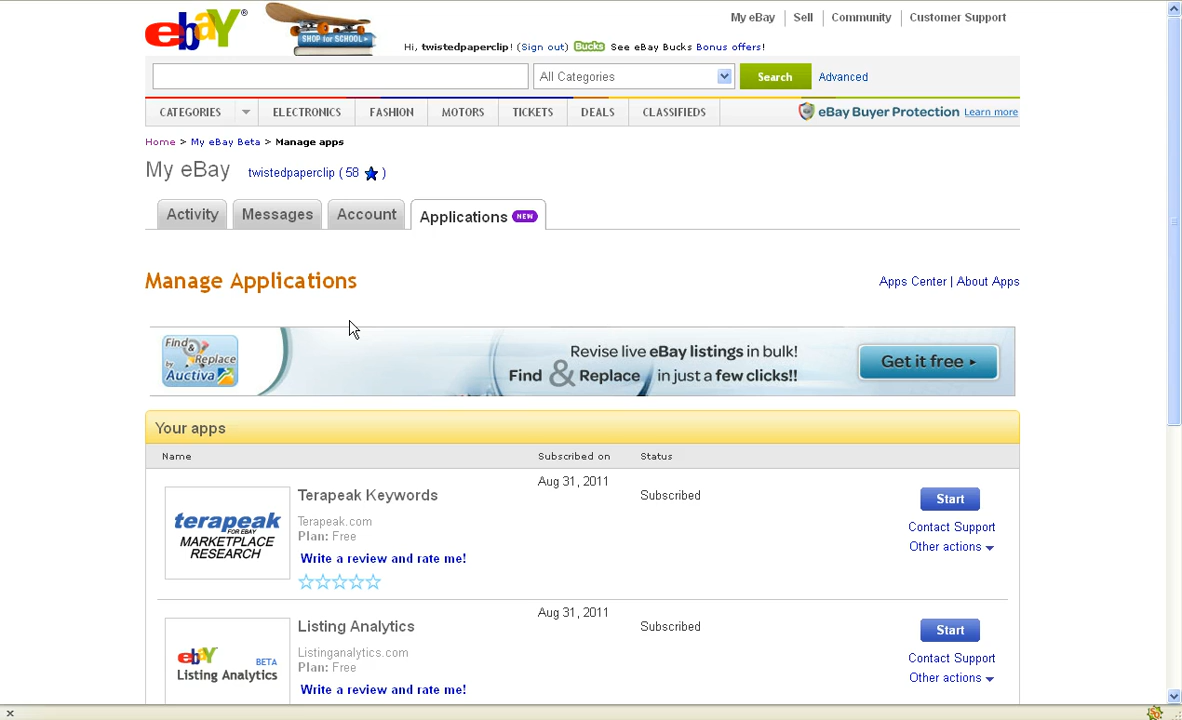 ebay®
SHOP for SCHOOL
My eBay Sell Community Customer Support
Hi, twistedpaperclip! (Sign out) Bucks See eBay Bucks Bonus offers!
All Categories Search Advanced
CATEGORIES ELECTRONICS FASHION MOTORS TICKETS DEALS CLASSIFIEDS eBay Buyer Protection Learn more
Home > My eBay Beta > Manage apps
My eBay twistedpaperclip ( 58 )
Activity Messages Account Applications NEW
Manage Applications Apps Center | About Apps
Find & Replace by Auctiva
Revise live eBay listings in bulk!
Find & Replace in just a few clicks!!
Get it free
Your apps
Name Subscribed on Status
Terapeak Keywords Aug 31, 2011 Subscribed Start
Terapeak.com
Plan: Free
Write a review and rate me!
terapeak
FOR EBAY
MARKETPLACE
RESEARCH
Contact Support
Other actions
Listing Analytics Aug 31, 2011 Subscribed Start
Listinganalytics.com
Plan: Free
Write a review and rate me!
ebay BETA
Listing Analytics
Contact Support
Other actions